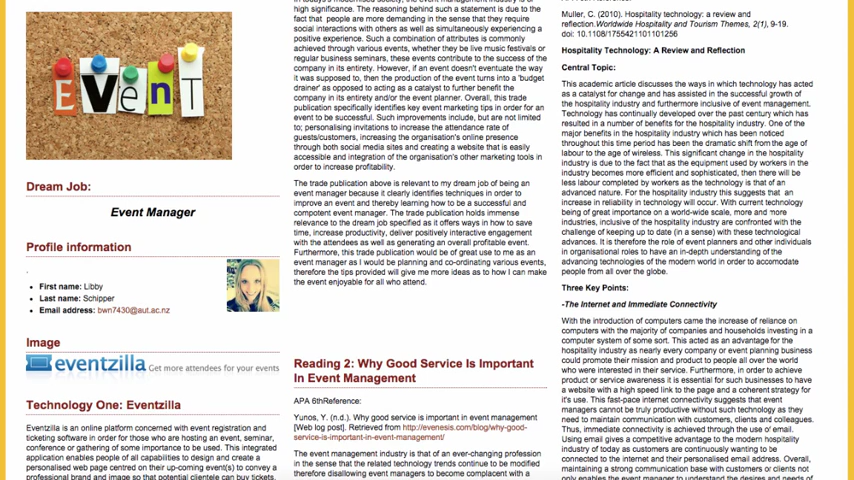 EVenT
Dream Job:
Event Manager
Profile information
First name: Libby
Last name: Schipper
Email address: bwn7430@aut.ac.nz
Image
eventzilla Get more attendees for your events
Technology One: Eventzilla
Eventzilla is an online platform concerned with event registration and
ticketing software in order for those who are hosting an event, seminar,
conference or gathering of some importance to be used. This integrated
application enables people of all capabilities to design and create a
personalised web page centred on their up-coming event(s) to convey a
professional brand and image so that potential clientele can buy tickets.
high significance. The reasoning behind such a statement is due to the
fact that people are more demanding in the sense that they require
social interactions with others as well as simultaneously experiencing a
positive experience. Such a combination of attributes is commonly
achieved through various events, whether they be live music festivals or
regular business seminars, these events contribute to the success of the
company in its entirety. However, if an event doesn't eventuate the way
it was supposed to, then the production of the event turns into a 'budget
drainer' as opposed to acting as a catalyst to further benefit the
company in its entirety and/or the event planner. Overall, this trade
publication specifically identifies key event marketing tips in order for an
event to be successful. Such improvements include, but are not limited
to; personalising invitations to increase the attendance rate of
guests/customers, increasing the organisation's online presence
through both social media sites and creating a website that is easily
accessible and integration of the organisation's other marketing tools in
order to increase profitability.
The trade publication above is relevant to my dream job of being an
event manager because it clearly identifies techniques in order to
improve an event and thereby learning how to be a successful and
competent event manager. The trade publication holds immense
relevance to the dream job specified as it offers ways in how to save
time, increase productivity, deliver positively interactive engagement
with the attendees as well as generating an overall profitable event.
Furthermore, this trade publication would be of great use to me as an
event manager as I would be planning and co-ordinating various events,
therefore the tips provided will give me more ideas as to how I can make
the event enjoyable for all who attend.
Reading 2: Why Good Service Is Important
In Event Management
APA 6thReference:
Yunos, Y. (n.d.). Why good service is important in event management
[Web log post]. Retrieved from http://evenesis.com/blog/why-good-
service-is-important-in-event-management/
The event management industry is that of an ever-changing profession
in the sense that the related technology trends continue to be modified
therefore disallowing event managers to become complacent with a
Muller, C. (2010). Hospitality technology: a review and
reflection.Worldwide Hospitality and Tourism Themes, 2(1), 9-19.
doi: 10.1108/17554211011012​56
Hospitality Technology: A Review and Reflection
Central Topic:
This academic article discusses the ways in which technology has acted
as a catalyst for change and has assisted in the successful growth of
the hospitality industry and furthermore inclusive of event management.
Technology has continually developed over the past century which has
resulted in a number of benefits for the hospitality industry. One of the
major benefits in the hospitality industry which has been noticed
throughout this time period has been the dramatic shift from the age of
labour to the age of wireless. This significant change in the hospitality
industry is due to the fact that as the equipment used by workers in the
industry becomes more efficient and sophisticated, then there will be
less labour completed by workers as the technology is that of an
advanced nature. For the hospitality industry this suggests that an
increase in reliability in technology will occur. With current technology
being of great importance on a world-wide scale, more and more
industries, inclusive of the hospitality industry are confronted with the
challenge of keeping up to date (in a sense) with these technological
advances. It is therefore the role of event planners and other individuals
in organisational roles to have an in-depth understanding of the
advancing technologies of the modern world in order to accomodate
people from all over the globe.
Three Key Points:
-The Internet and Immediate Connectivity
With the introduction of computers came the increase of reliance on
computers with the majority of companies and households investing in a
computer system of some sort. This acted as an advantage for the
hospitality industry as nearly every company or event planning business
could promote their mission and product to people all over the world
who were interested in their service. Furthermore, in order to achieve
product or service awareness it is essential for such businesses to have
a website with a high speed link to the page and a coherent strategy for
it's use. This fast-pace internet connectivity suggests that event
managers cannot be truly productive without such technology as they
need to maintain communication with customers, clients and colleagues.
Thus, immediate connectivity is achieved through the use of email.
Using email gives a competitive advantage to the modern hospitality
industry of today as customers are continually wanting to be
connected to the internet and their personalised email address. Overall,
maintaining a strong communication base with customers or clients not